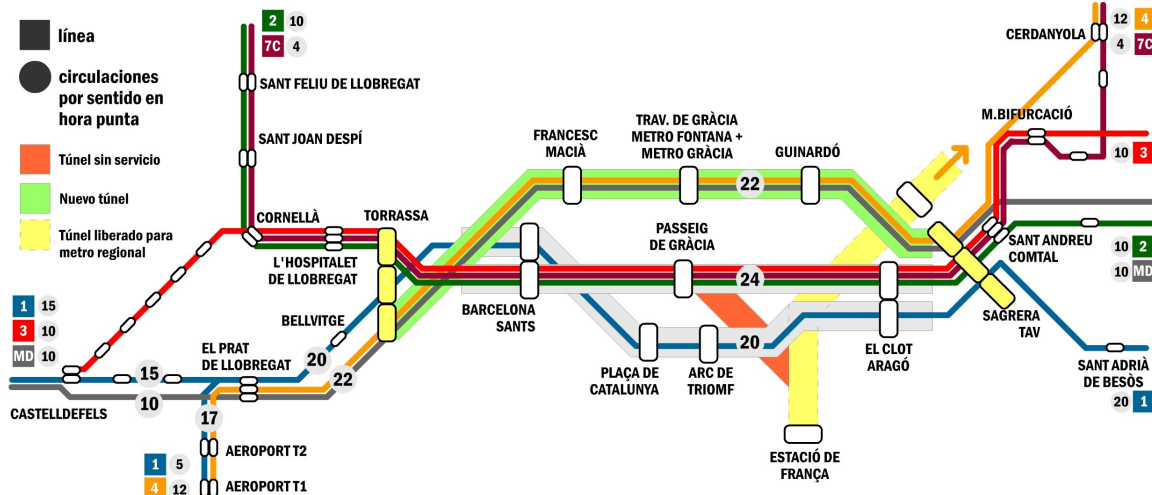 línea
circulaciones
por sentido en
hora punta
Túnel sin servicio
Nuevo túnel
Túnel liberado para
metro regional
2 10
7C 4
SANT FELIU DE LLOBREGAT
SANT JOAN DESPÍ
CORNELLÀ
TORRASSA
L'HOSPITALET
DE LLOBREGAT
BELLVITGE
1 15
3 10
MD 10
EL PRAT
DE LLOBREGAT
15
10
20
22
17
CASTELLDEFELS
AEROPORT T2
1 5
4 12
AEROPORT T1
BARCELONA
SANTS
FRANCESC
MACIÀ
TRAV. DE GRÀCIA
METRO FONTANA +
METRO GRÀCIA
GUINARDÓ
22
PASSEIG
DE GRÀCIA
24
20
PLAÇA DE
CATALUNYA
ARC DE
TRIOMF
EL CLOT
ARAGÓ
ESTACIÓ DE
FRANÇA
CERDANYOLA
12 4
4 7C
M.BIFURCACIÓ
10 3
SANT ANDREU
COMTAL
10 2
10 MD
SAGRERA
TAV
SANT ADRIÀ
DE BESÒS
20 1